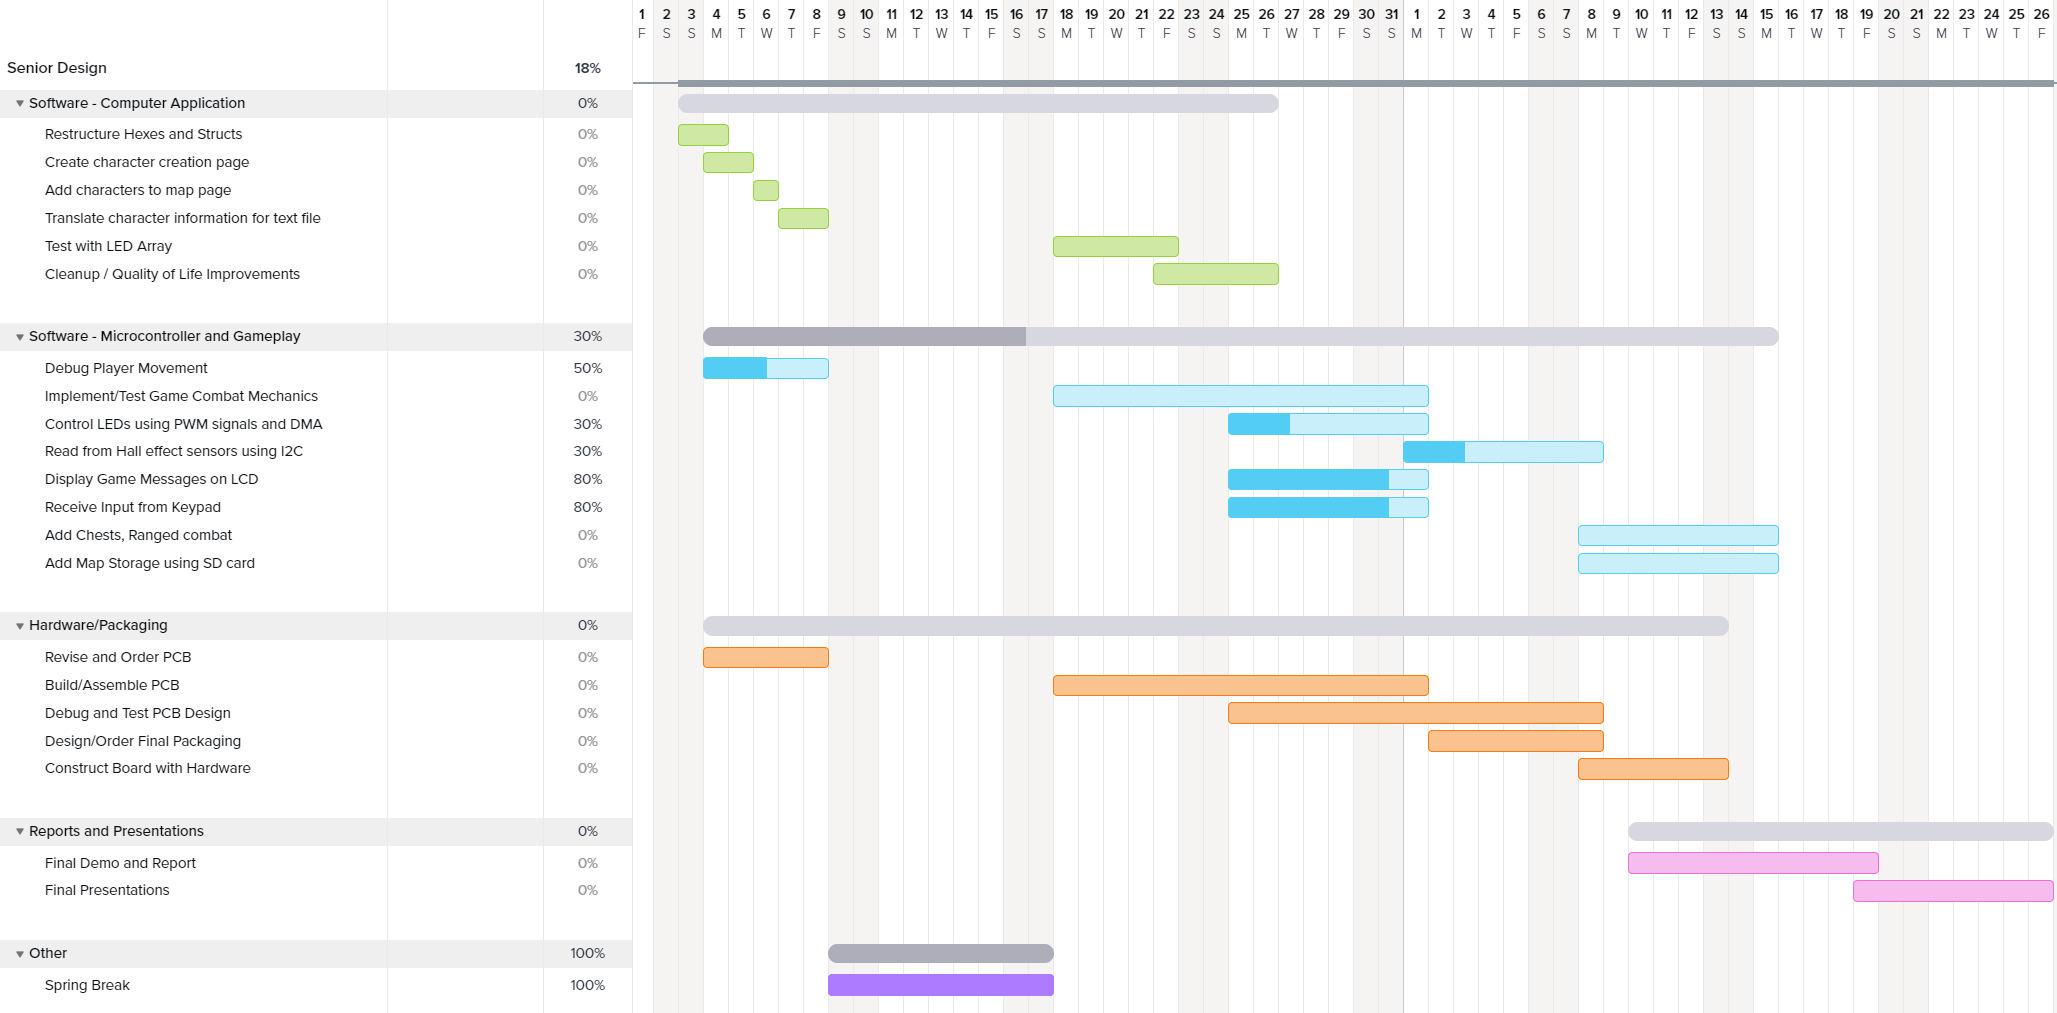 1 2 3 4 5 6 7 8 9 10 11 12 13 14 15 16 17 18 19 20 21 22 23 24 25 26 27 28 29 30 31 1 2 3 4 5 6 7 8 9 10 11 12 13 14 15 16 17 18 19 20 21 22 23 24 25 26
F S S M T W T F S S M T W T F S S M T W T F S S M T W T F S S M T W T F S S M T W T F S S M T W T F S S M T W T F
Senior Design 18%
Software - Computer Application 0%
Restructure Hexes and Structs 0%
Create character creation page 0%
Add characters to map page 0%
Translate character information for text file 0%
Test with LED Array 0%
Cleanup / Quality of Life Improvements 0%
Software - Microcontroller and Gameplay 30%
Debug Player Movement 50%
Implement/Test Game Combat Mechanics 0%
Control LEDs using PWM signals and DMA 30%
Read from Hall effect sensors using I2C 30%
Display Game Messages on LCD 80%
Receive Input from Keypad 80%
Add Chests, Ranged combat 0%
Add Map Storage using SD card 0%
Hardware/Packaging 0%
Revise and Order PCB 0%
Build/Assemble PCB 0%
Debug and Test PCB Design 0%
Design/Order Final Packaging 0%
Construct Board with Hardware 0%
Reports and Presentations 0%
Final Demo and Report 0%
Final Presentations 0%
Other 100%
Spring Break 100%